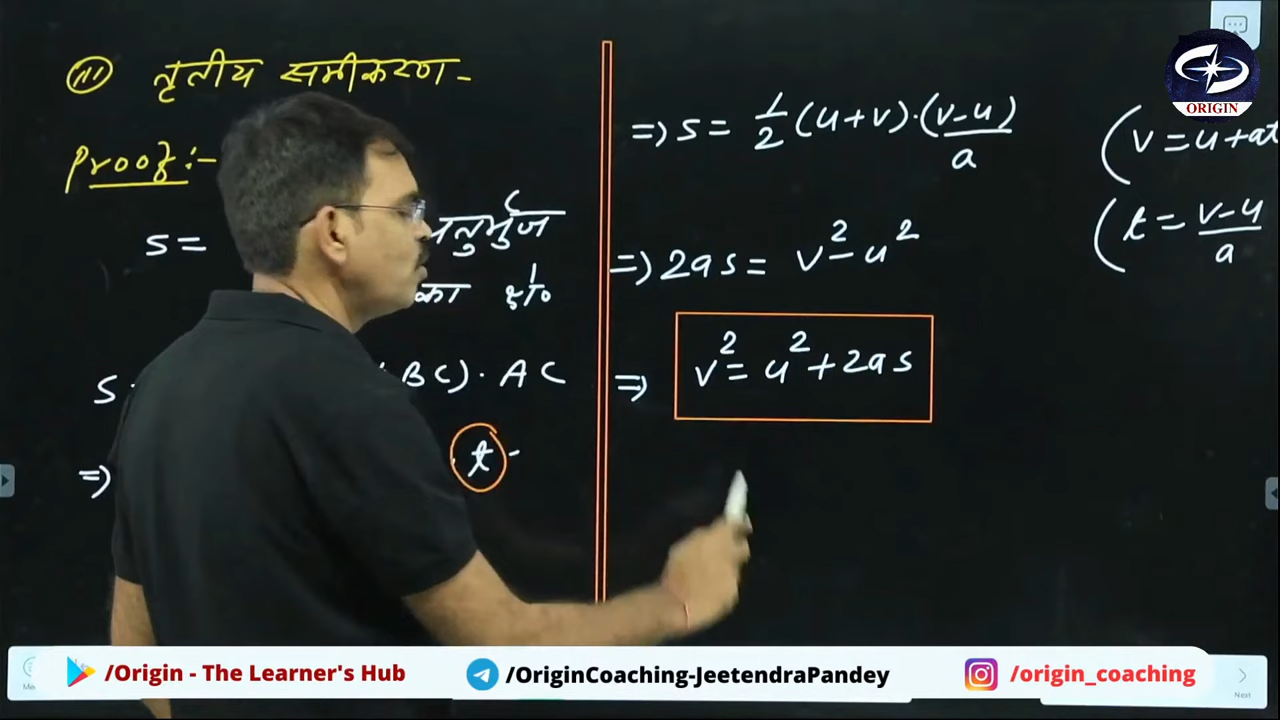 (iii) तृतीय समीकरण -
Proof :-
S =
का क्षे०
S
BC) . AC
=>
. t .
=> S = 1/2 (u+v) . (v-u)/a
(v = u+at
(t = v-u/a
=> 2as = v² - u²
=> v² = u² + 2as
ORIGIN
/Origin - The Learner's Hub
/OriginCoaching-JeetendraPandey
/origin_coaching
Next